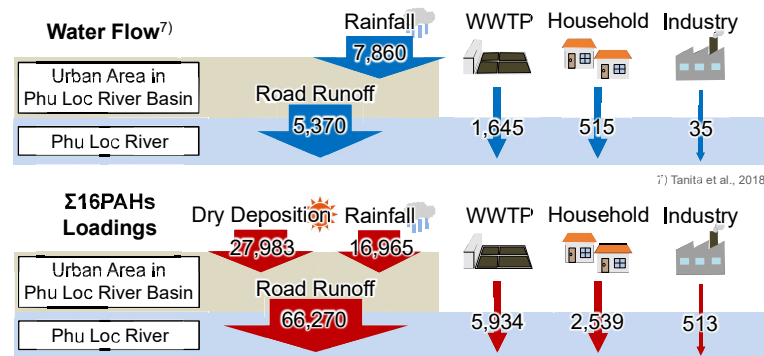 Water Flow7)
Rainfall
WWTP
Household
Industry
7,860
Urban Area in
Phu Loc River Basin
Road Runoff
5,370
1,645
515
35
Phu Loc River
7) Tanita et al., 2018
Σ16PAHs
Loadings
Dry Deposition
Rainfall
WWTP
Household
Industry
27,983
16,965
Urban Area in
Phu Loc River Basin
Road Runoff
66,270
5,934
2,539
513
Phu Loc River